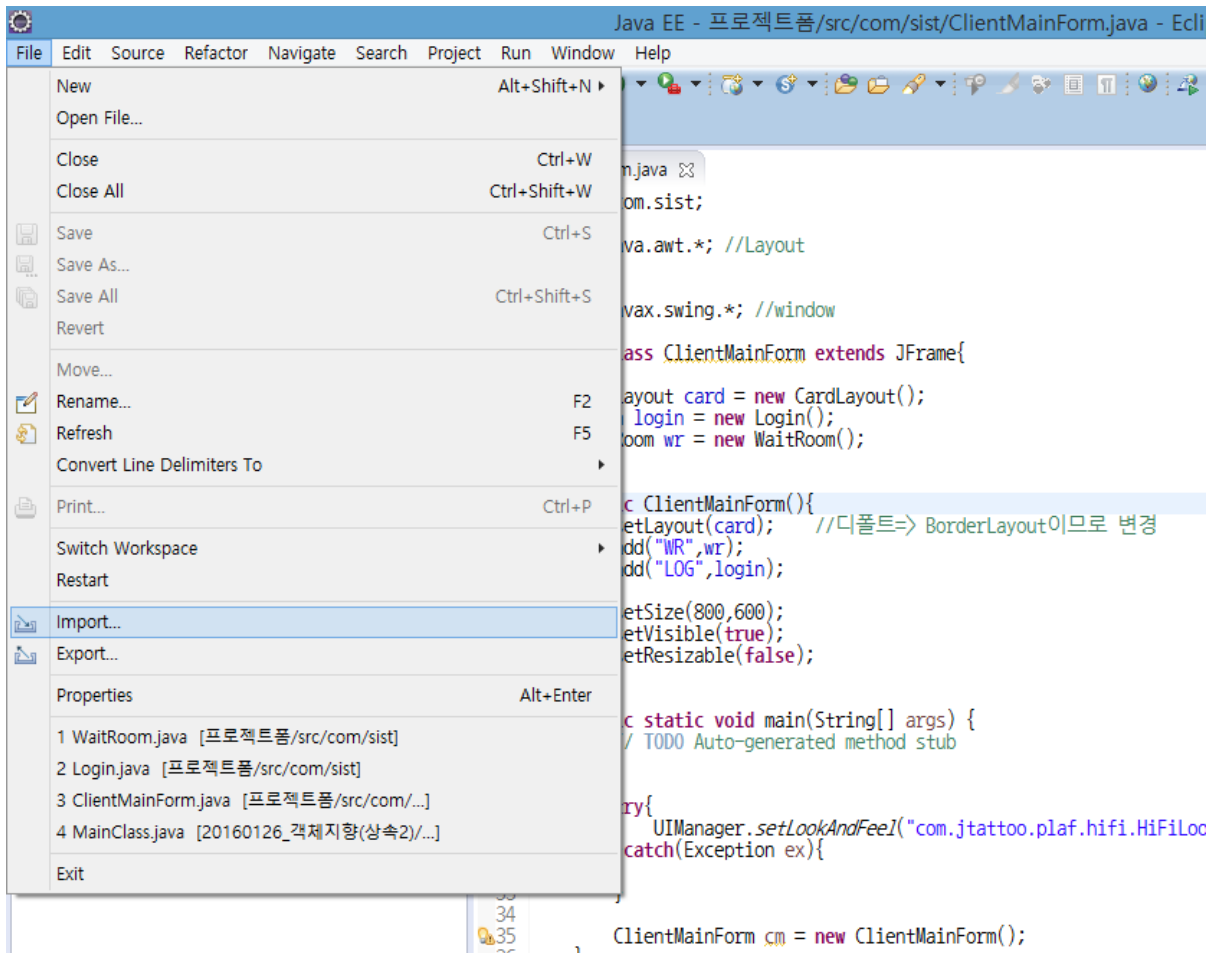 Java EE - 프로젝트폼/src/com/sist/ClientMainForm.java - Ecli
File Edit Source Refactor Navigate Search Project Run Window Help
New Alt+Shift+N
Open File...
Close Ctrl+W
Close All Ctrl+Shift+W
Save Ctrl+S
Save As...
Save All Ctrl+Shift+S
Revert
Move...
Rename... F2
Refresh F5
Convert Line Delimiters To
Print... Ctrl+P
Switch Workspace
Restart
Import...
Export...
Properties Alt+Enter
1 WaitRoom.java [프로젝트폼/src/com/sist]
2 Login.java [프로젝트폼/src/com/sist]
3 ClientMainForm.java [프로젝트폼/src/com/...]
4 MainClass.java [20160126_객체지향(상속2)/...]
Exit
m.java
om.sist;
va.awt.*; //Layout
vax.swing.*; //window
ass ClientMainForm extends JFrame{
ayout card = new CardLayout();
login = new Login();
oom wr = new WaitRoom();
c ClientMainForm(){
etLayout(card); //디폴트=> BorderLayout이므로 변경
dd("WR",wr);
dd("LOG",login);
etSize(800,600);
etVisible(true);
etResizable(false);
c static void main(String[] args) {
/ TODO Auto-generated method stub
ry{
UIManager.setLookAndFeel("com.jtattoo.plaf.hifi.HiFiLoo
catch(Exception ex){
}
34
35 ClientMainForm cm = new ClientMainForm();